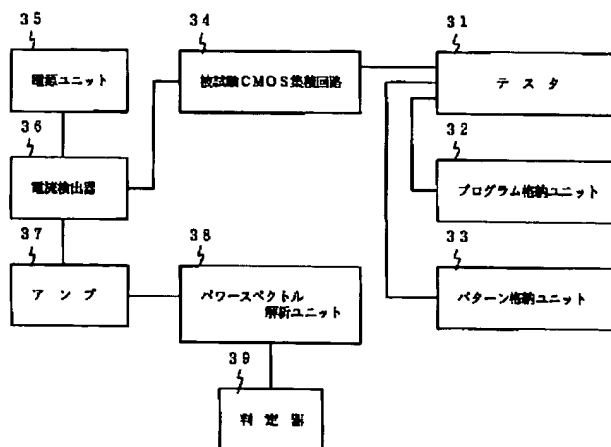 35
電源ユニット
34
被試験CMOS集積回路
31
テスタ
36
電流検出器
32
プログラム格納ユニット
37
アンプ
38
パワースペクトル
解析ユニット
33
パターン格納ユニット
39
判定器